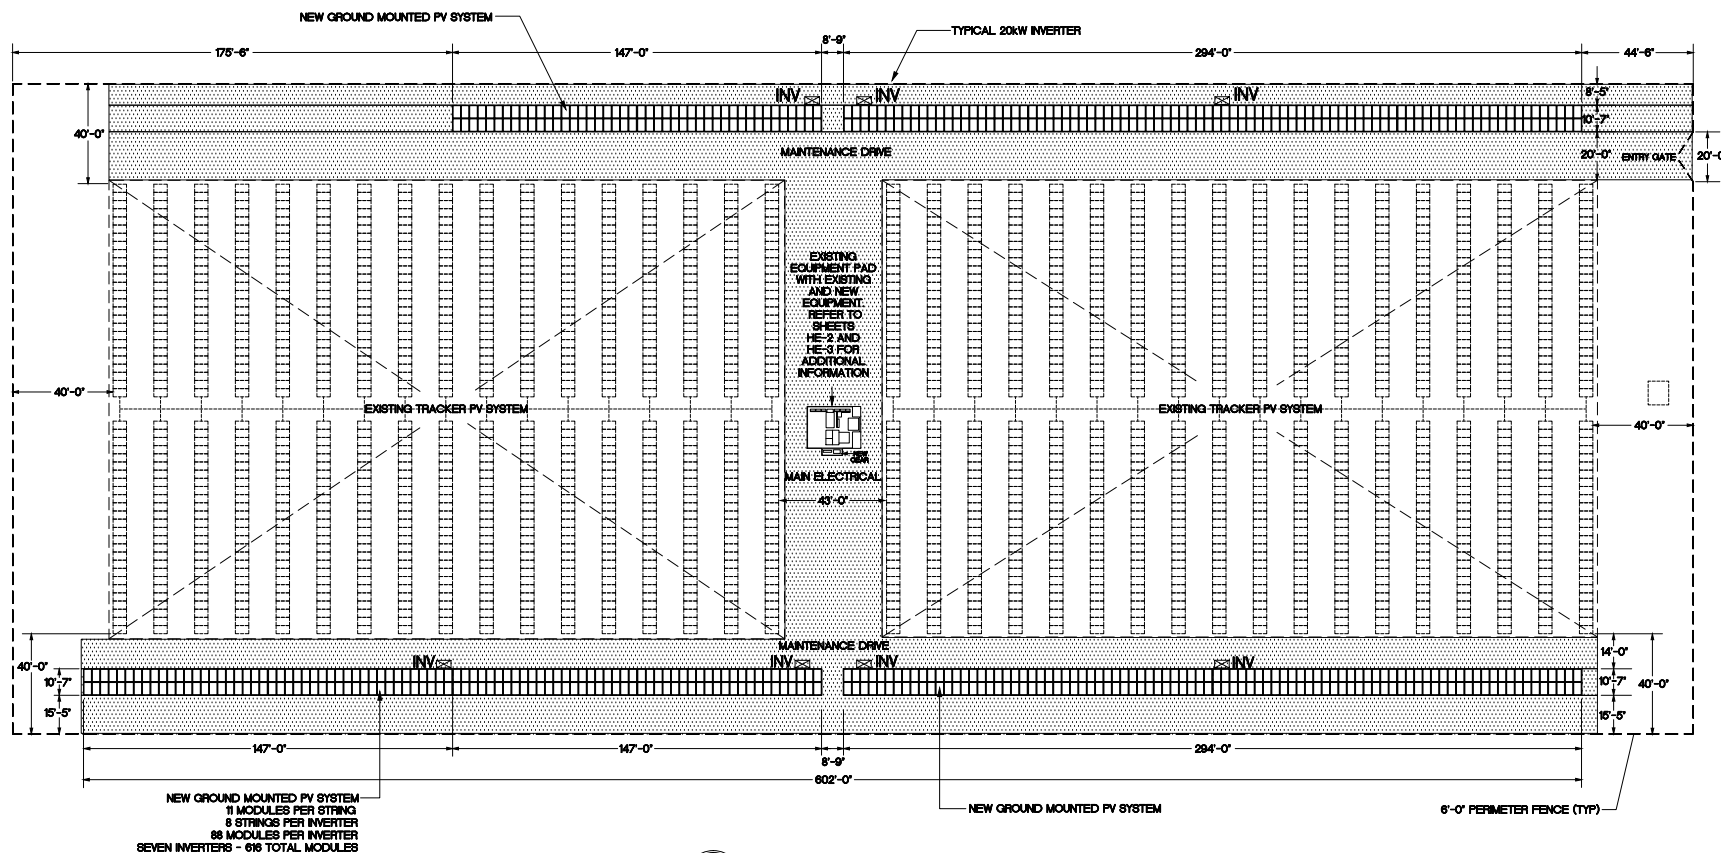 NEW GROUND MOUNTED PV SYSTEM
TYPICAL 20kW INVERTER
175'-6"
147'-0"
8'-9"
294'-0"
44'-6"
INV
INV
INV
8'-5"
10'-7"
40'-0"
MAINTENANCE DRIVE
20'-0"
ENTRY GATE
20'-0
EXISTING
EQUIPMENT PAD
WITH EXISTING
AND NEW
EQUIPMENT.
REFER TO
SHEETS
HE-2 AND
HE-3 FOR
ADDITIONAL
INFORMATION
40'-0"
EXISTING TRACKER PV SYSTEM
EXISTING TRACKER PV SYSTEM
40'-0"
NEW
GEAR
MAIN ELECTRICAL
43'-0"
MAINTENANCE DRIVE
40'-0"
INV
INV
INV
INV
14'-0"
10'-7"
10'-7"
40'-0"
15'-5"
15'-5"
147'-0"
147'-0"
8'-9"
294'-0"
602'-0"
NEW GROUND MOUNTED PV SYSTEM
11 MODULES PER STRING
8 STRINGS PER INVERTER
88 MODULES PER INVERTER
SEVEN INVERTERS - 616 TOTAL MODULES
NEW GROUND MOUNTED PV SYSTEM
6'-0" PERIMETER FENCE (TYP)